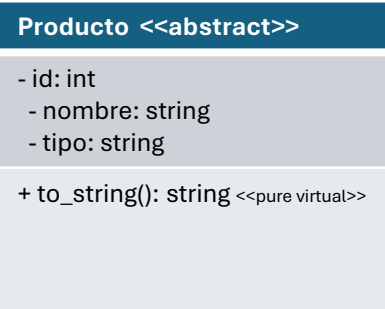 Producto <<abstract>>
- id: int
- nombre: string
- tipo: string
+ to_string(): string <<pure virtual>>